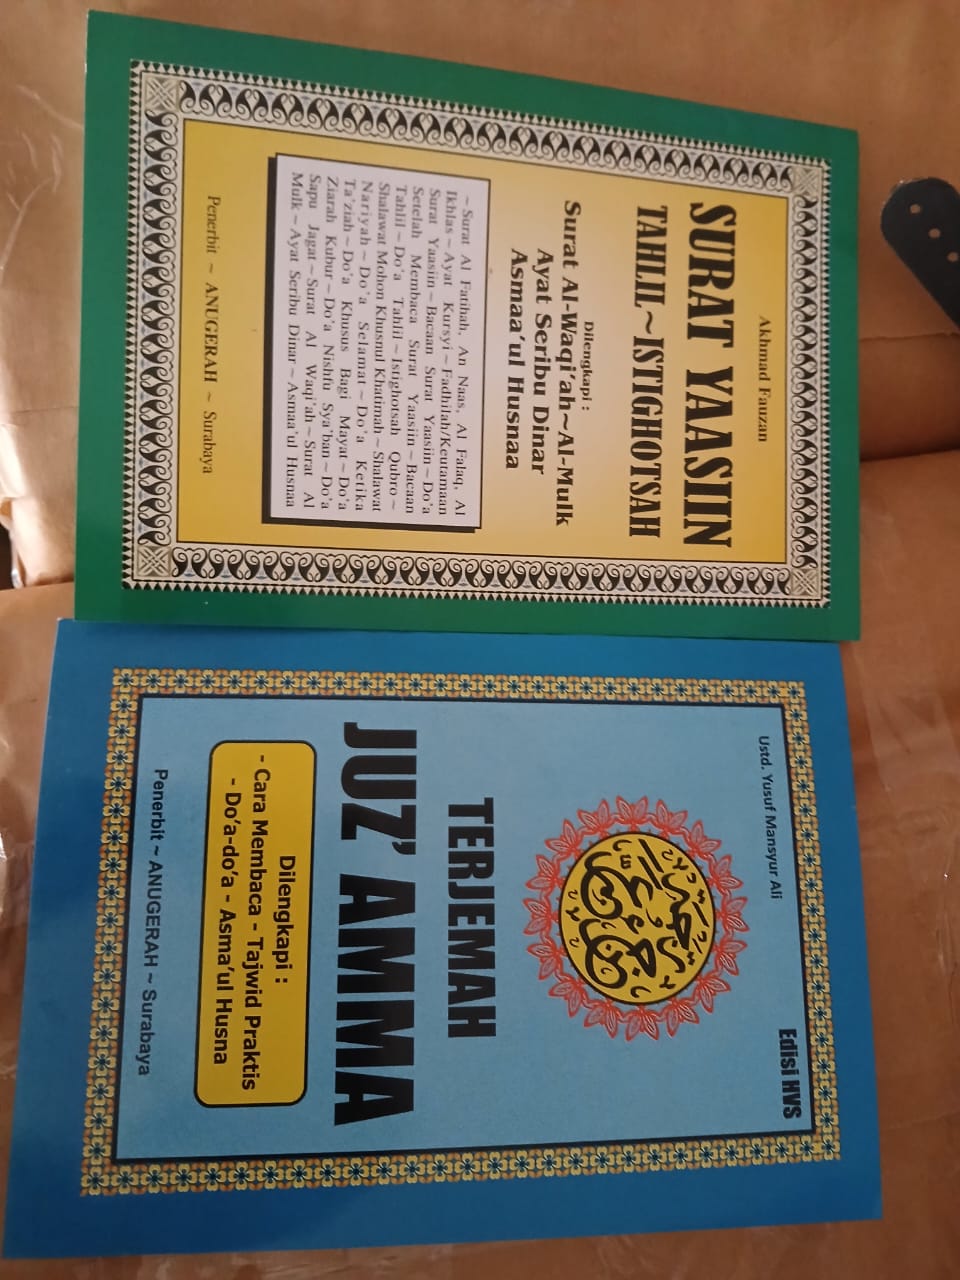 Akhmad Fauzan
SURAT YAASIIN
TAHLIL~ISTIGHOTSAH
Dilengkapi :
Surat Al-Waqi'ah~Al-Mulk
Ayat Seribu Dinar
Asmaa'ul Husnaa
~ Surat Al Fatihah, An Naas, Al Falaq, Al
Ikhlas ~ Ayat Kursyi ~ Fadhilah/Keutamaan
Surat Yaasiin ~ Bacaan Surat Yaasiin ~ Do'a
Setelah Membaca Surat Yaasiin ~ Bacaan
Tahlil ~ Do'a Tahlil ~ Istighotsah Qubro ~
Shalawat Mohon Khusnul Khatimah ~ Shalawat
Nariyah ~ Do'a Selamat ~ Do'a Ketika
Ta'ziah ~ Do'a Khusus Bagi Mayat ~ Do'a
Ziarah Kubur ~ Do'a Nishfu Sya'ban ~ Do'a
Sapu Jagat ~ Surat Al Waqi'ah ~ Surat Al
Mulk ~ Ayat Seribu Dinar ~ Asmaa'ul Husnaa
Penerbit ~ ANUGERAH ~ Surabaya
Ustd. Yusuf Mansyur Ali
Edisi HVS
TERJEMAH
JUZ' AMMA
Dilengkapi :
- Cara Membaca - Tajwid Praktis
- Do'a-do'a - Asma'ul Husna
Penerbit ~ ANUGERAH ~ Surabaya